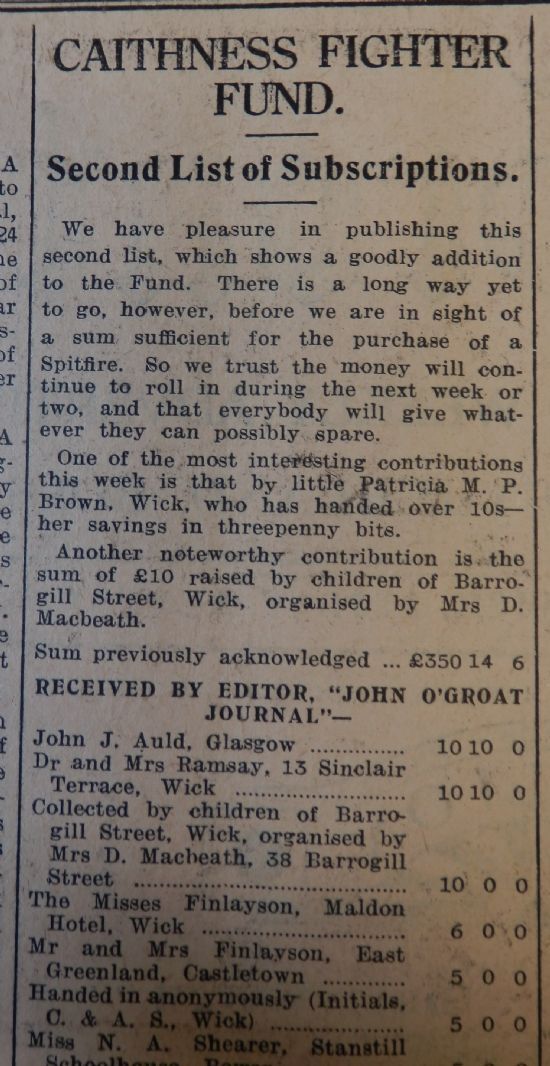 CAITHNESS FIGHTER
FUND.
Second List of Subscriptions.
We have pleasure in publishing this
second list, which shows a goodly addition
to the Fund. There is a long way yet
to go, however, before we are in sight of
a sum sufficient for the purchase of a
Spitfire. So we trust the money will con-
tinue to roll in during the next week or
two, and that everybody will give what-
ever they can possibly spare.
One of the most interesting contributions
this week is that by little Patricia M. P.
Brown, Wick, who has handed over 10s—
her savings in threepenny bits.
Another noteworthy contribution is the
sum of £10 raised by children of Barro-
gill Street, Wick, organised by Mrs D.
Macbeath.
Sum previously acknowledged ... £350 14 6
RECEIVED BY EDITOR, "JOHN O'GROAT
JOURNAL"—
John J. Auld, Glasgow ............... 10 10 0
Dr and Mrs Ramsay, 13 Sinclair
Terrace, Wick ........................... 10 10 0
Collected by children of Barro-
gill Street, Wick, organised by
Mrs D. Macbeath, 38 Barrogill
Street ........................................ 10 0 0
The Misses Finlayson, Maldon
Hotel, Wick ................................ 6 0 0
Mr and Mrs Finlayson, East
Greenland, Castletown ............ 5 0 0
Handed in anonymously (Initials,
C. & A. S., Wick) .................... 5 0 0
Miss N. A. Shearer, Stanstill